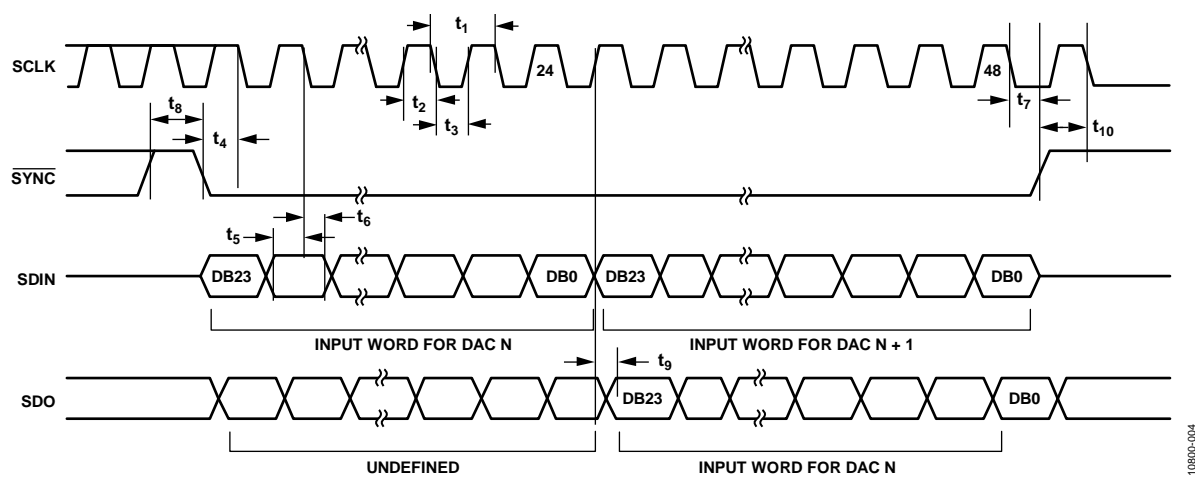 t1
SCLK
24
48
t2
t3
t7
t8
t4
t10
SYNC
t6
t5
SDIN
DB23
DB0
DB23
DB0
INPUT WORD FOR DAC N
INPUT WORD FOR DAC N + 1
t9
SDO
DB23
DB0
UNDEFINED
INPUT WORD FOR DAC N
10800-004